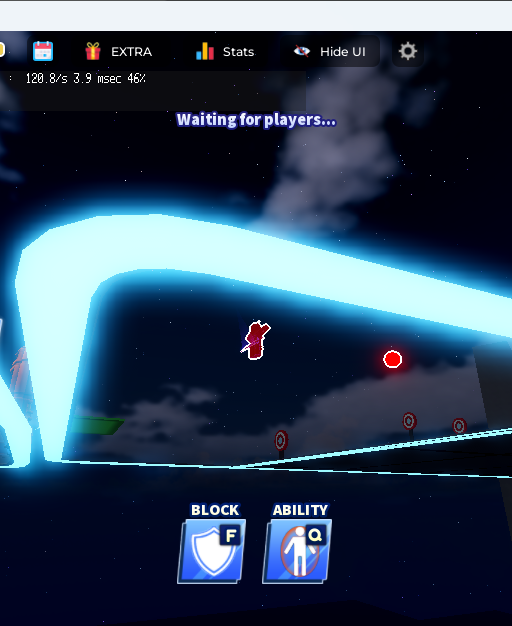 EXTRA
Stats
Hide UI
: 120.8/s 3.9 msec 46%
Waiting for players...
BLOCK
ABILITY
F
Q